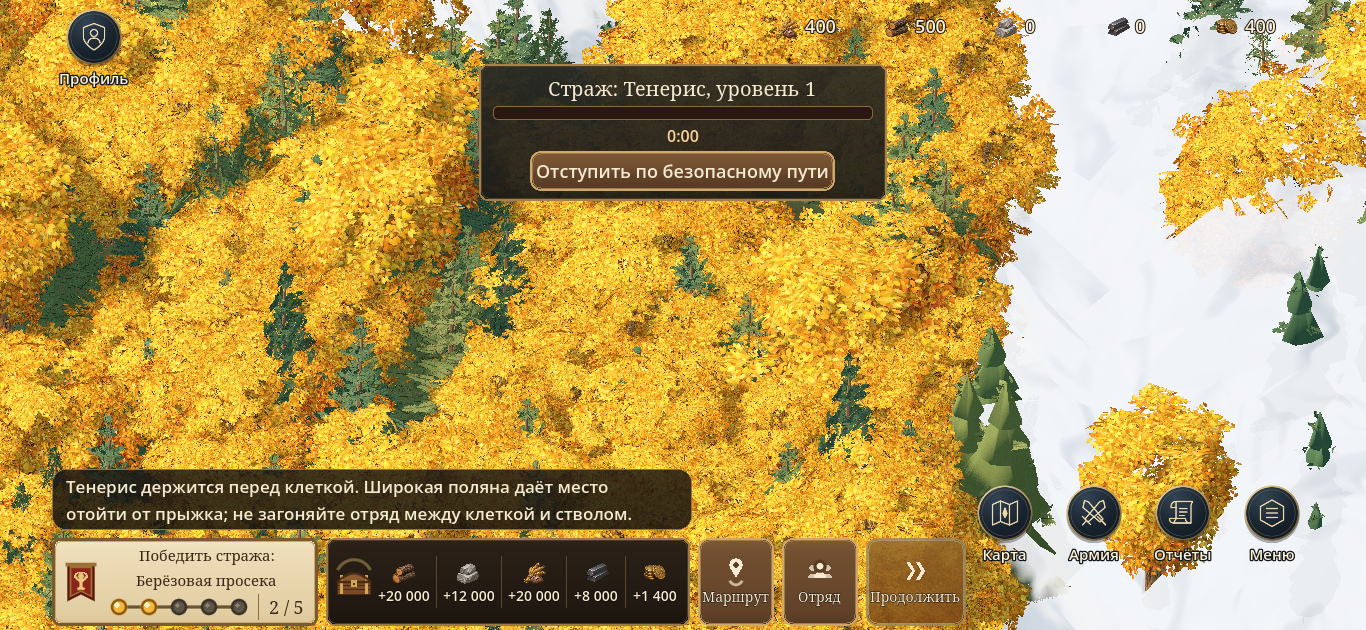 Профиль
400
500
0
0
400
Страж: Тенерис, уровень 1
0:00
Отступить по безопасному пути
Тенерис держится перед клеткой. Широкая поляна даёт место
отойти от прыжка; не загоняйте отряд между клеткой и стволом.
Победить стража:
Берёзовая просека
2 / 5
+20 000
+12 000
+20 000
+8 000
+1 400
Маршрут
Отряд
Продолжить
Карта
Армия
Отчёты
Меню